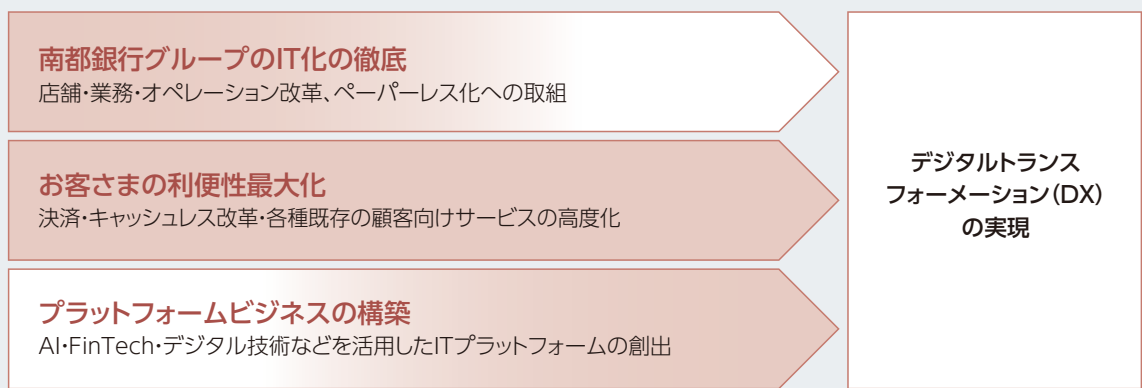 南都銀行グループのIT化の徹底
店舗・業務・オペレーション改革、ペーパーレス化への取組
お客さまの利便性最大化
決済・キャッシュレス改革・各種既存の顧客向けサービスの高度化
プラットフォームビジネスの構築
AI・FinTech・デジタル技術などを活用したITプラットフォームの創出
デジタルトランス
フォーメーション(DX)
の実現